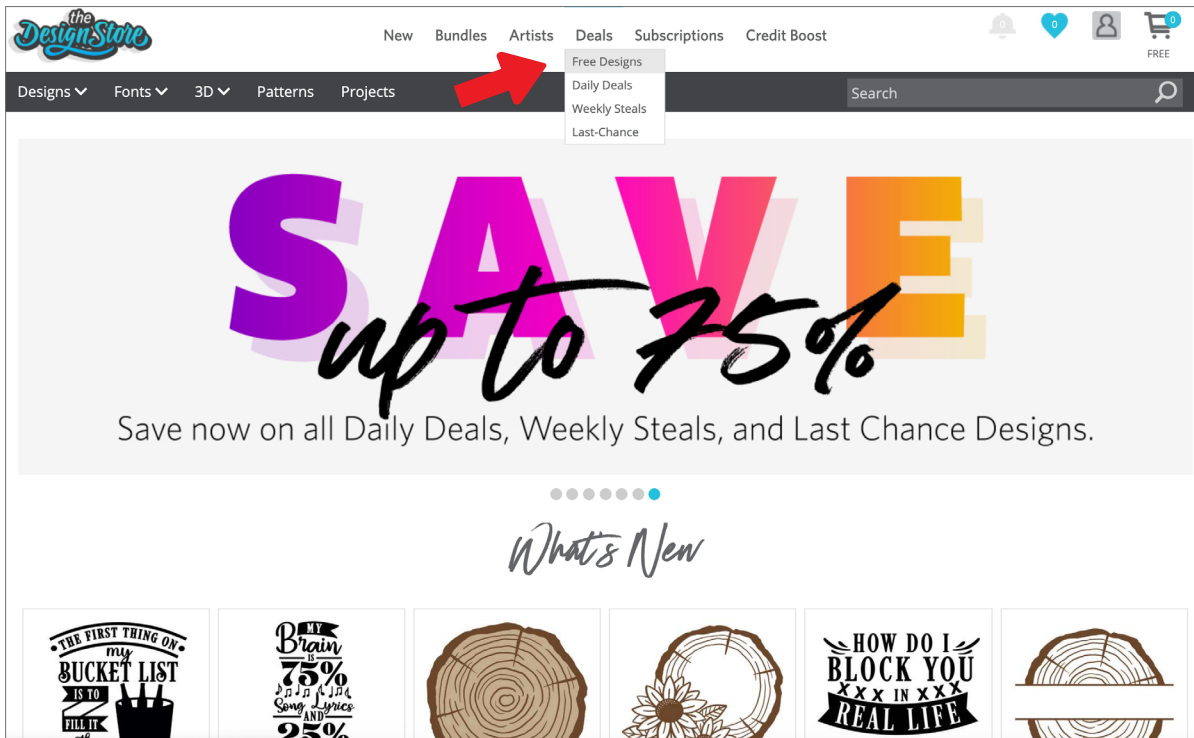 the
Design Store
New Bundles Artists Deals Subscriptions Credit Boost
0 0 0
FREE
Free Designs
Daily Deals
Weekly Steals
Last-Chance
Designs Fonts 3D Patterns Projects
Search
SAVE
up to 75%
Save now on all Daily Deals, Weekly Steals, and Last Chance Designs.
What's New
THE FIRST THING ON
my
BUCKET LIST
IS TO
FILL IT
MY
Brain
IS
75%
Song Lyrics
AND
25%
HOW DO I
BLOCK YOU
XXX IN XXX
REAL LIFE